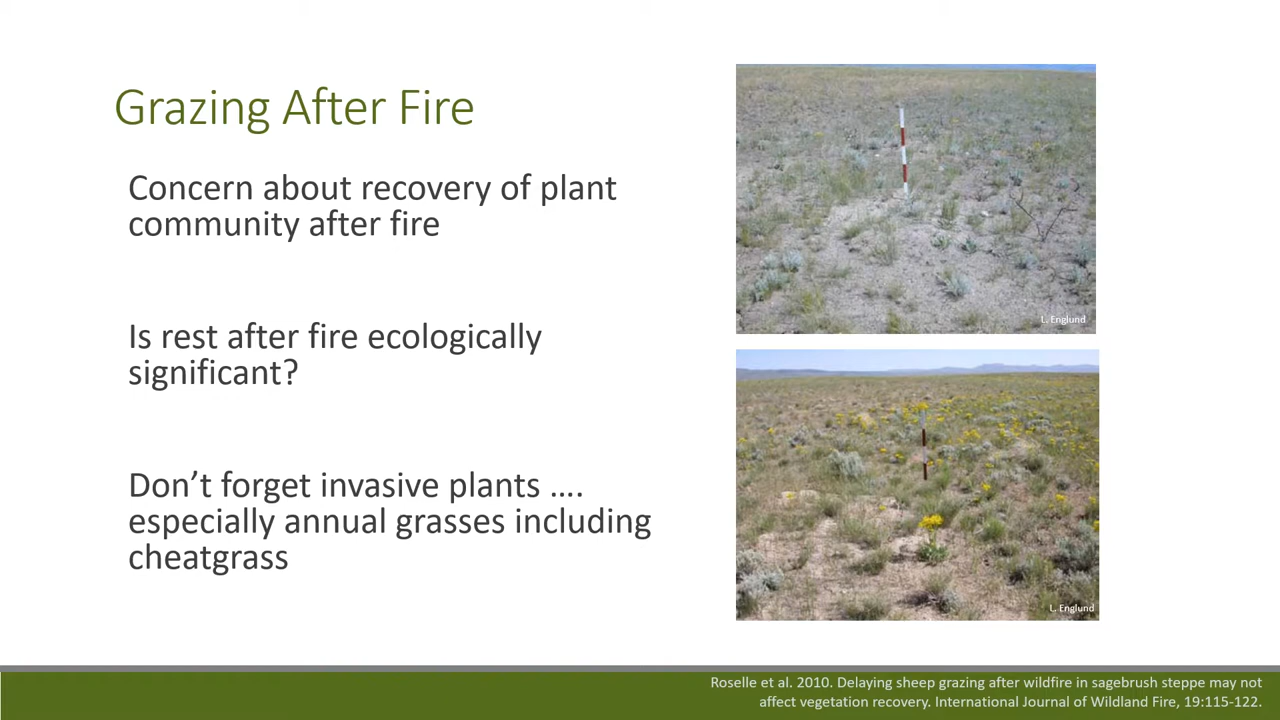 Grazing After Fire
Concern about recovery of plant
community after fire
Is rest after fire ecologically
significant?
Don’t forget invasive plants ….
especially annual grasses including
cheatgrass
L. Englund
L. Englund
Roselle et al. 2010. Delaying sheep grazing after wildfire in sagebrush steppe may not
affect vegetation recovery. International Journal of Wildland Fire, 19:115-122.